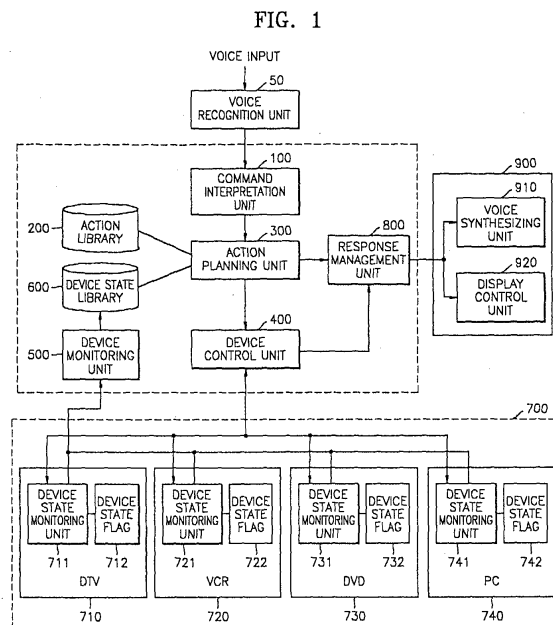 FIG. 1
VOICE INPUT
50
VOICE
RECOGNITION UNIT
100
COMMAND
INTERPRETATION
UNIT
200
ACTION
LIBRARY
300
ACTION
PLANNING UNIT
800
RESPONSE
MANAGEMENT
UNIT
900
910
VOICE
SYNTHESIZING
UNIT
920
DISPLAY
CONTROL
UNIT
600
DEVICE STATE
LIBRARY
400
DEVICE
CONTROL UNIT
500
DEVICE
MONITORING
UNIT
700
DEVICE
STATE
MONITORING
UNIT
DEVICE
STATE
FLAG
711
712
DTV
710
DEVICE
STATE
MONITORING
UNIT
DEVICE
STATE
FLAG
721
722
VCR
720
DEVICE
STATE
MONITORING
UNIT
DEVICE
STATE
FLAG
731
732
DVD
730
DEVICE
STATE
MONITORING
UNIT
DEVICE
STATE
FLAG
741
742
PC
740